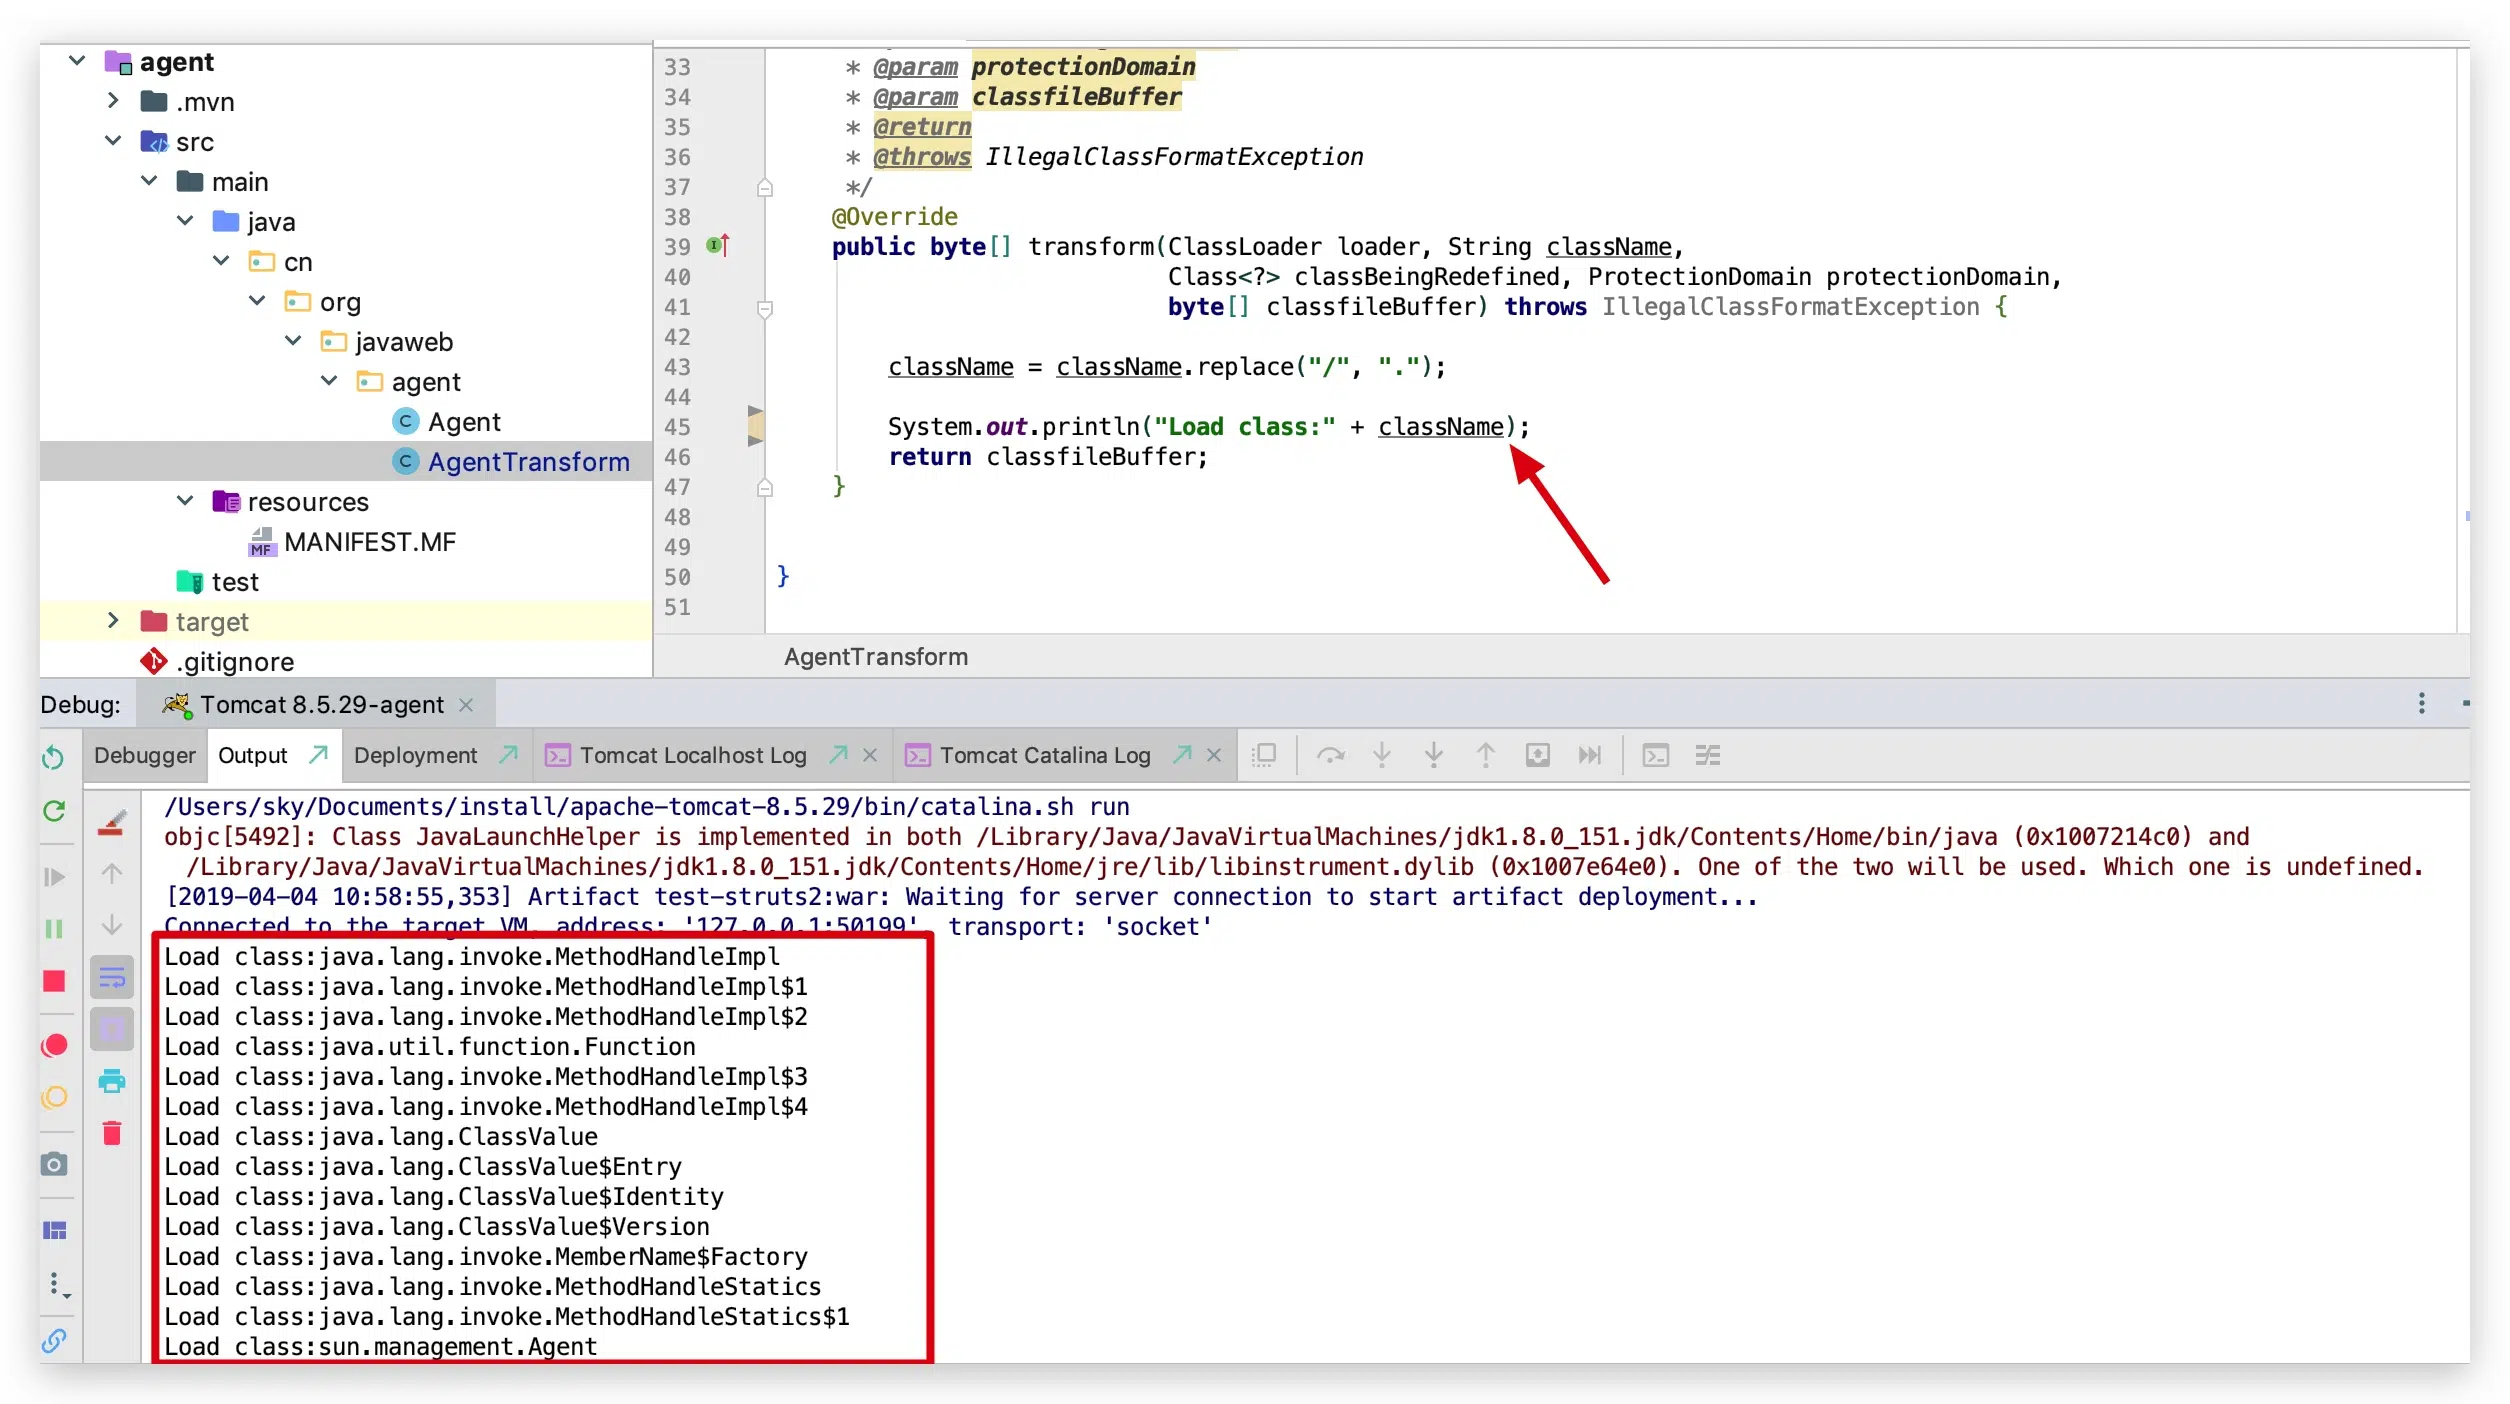 agent
.mvn
src
main
java
cn
org
javaweb
agent
Agent
AgentTransform
resources
MF MANIFEST.MF
test
target
.gitignore
33 * @param protectionDomain
34 * @param classfileBuffer
35 * @return
36 * @throws IllegalClassFormatException
37 */
38 @Override
39 public byte[] transform(ClassLoader loader, String className,
40 Class<?> classBeingRedefined, ProtectionDomain protectionDomain,
41 byte[] classfileBuffer) throws IllegalClassFormatException {
42
43 className = className.replace("/", ".");
44
45 System.out.println("Load class:" + className);
46 return classfileBuffer;
47 }
48
49
50 }
51
AgentTransform
Debug: Tomcat 8.5.29-agent
Debugger Output Deployment Tomcat Localhost Log Tomcat Catalina Log
/Users/sky/Documents/install/apache-tomcat-8.5.29/bin/catalina.sh run
objc[5492]: Class JavaLaunchHelper is implemented in both /Library/Java/JavaVirtualMachines/jdk1.8.0_151.jdk/Contents/Home/bin/java (0x1007214c0) and
/Library/Java/JavaVirtualMachines/jdk1.8.0_151.jdk/Contents/Home/jre/lib/libinstrument.dylib (0x1007e64e0). One of the two will be used. Which one is undefined.
[2019-04-04 10:58:55,353] Artifact test-struts2:war: Waiting for server connection to start artifact deployment...
Connected to the target VM, address: '127.0.0.1:50199', transport: 'socket'
Load class:java.lang.invoke.MethodHandleImpl
Load class:java.lang.invoke.MethodHandleImpl$1
Load class:java.lang.invoke.MethodHandleImpl$2
Load class:java.util.function.Function
Load class:java.lang.invoke.MethodHandleImpl$3
Load class:java.lang.invoke.MethodHandleImpl$4
Load class:java.lang.ClassValue
Load class:java.lang.ClassValue$Entry
Load class:java.lang.ClassValue$Identity
Load class:java.lang.ClassValue$Version
Load class:java.lang.invoke.MemberName$Factory
Load class:java.lang.invoke.MethodHandleStatics
Load class:java.lang.invoke.MethodHandleStatics$1
Load class:sun.management.Agent